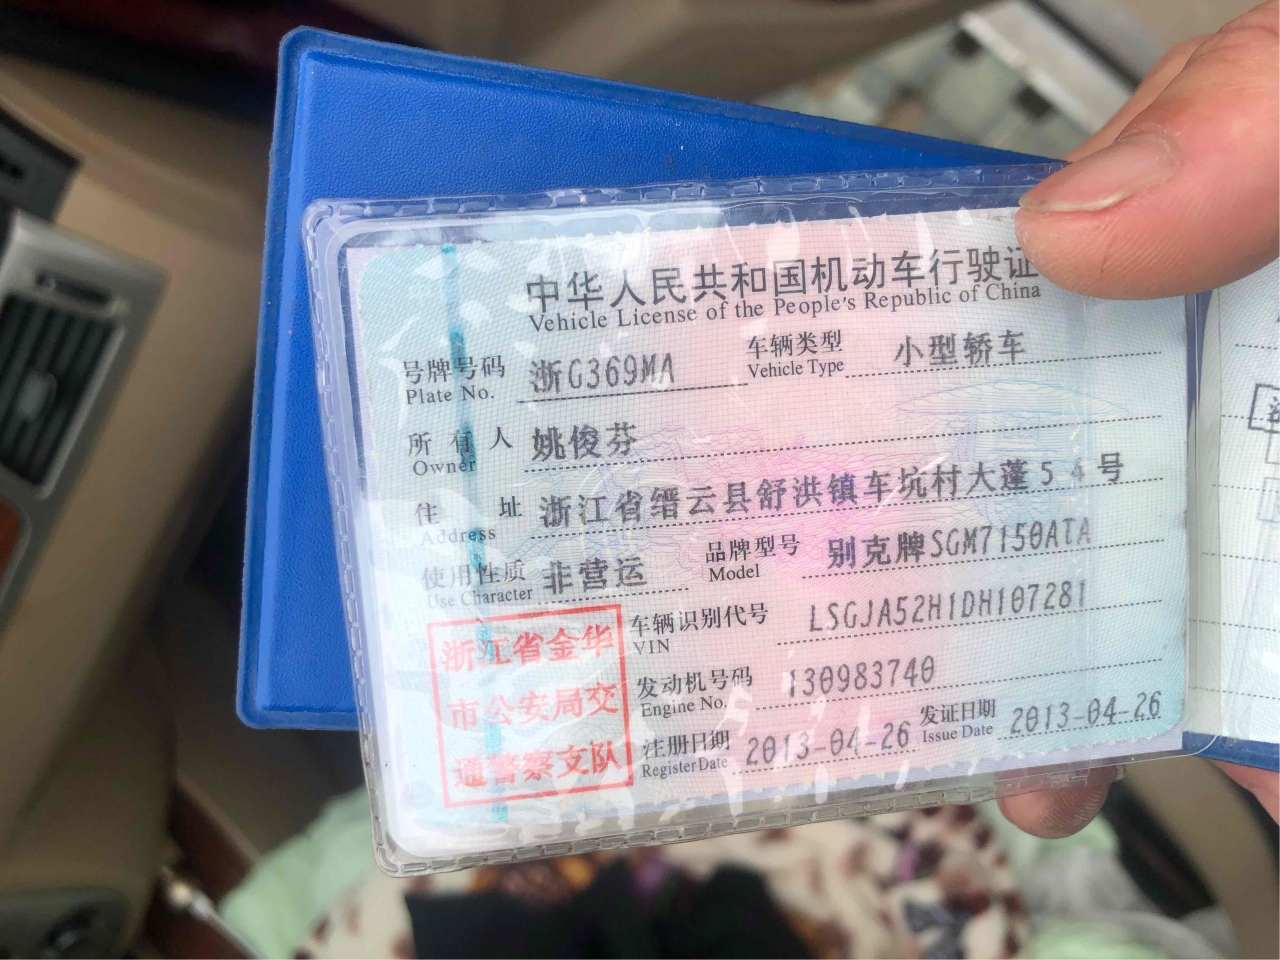 中华人民共和国机动车行驶证
Vehicle License of the People's Republic of China
号牌号码 浙G369MA 车辆类型 小型轿车
Plate No. Vehicle Type
所有人 姚俊芬
Owner
住址 浙江省缙云县舒洪镇车坑村大蓬54号
Address
使用性质 非营运 品牌型号 别克牌SGM7150ATA
Use Character Model
浙江省金华
市公安局交
通警察支队
车辆识别代号 LSGJA52H1DH107281
VIN
发动机号码 130983740
Engine No.
注册日期 2013-04-26 发证日期 2013-04-26
Register Date Issue Date